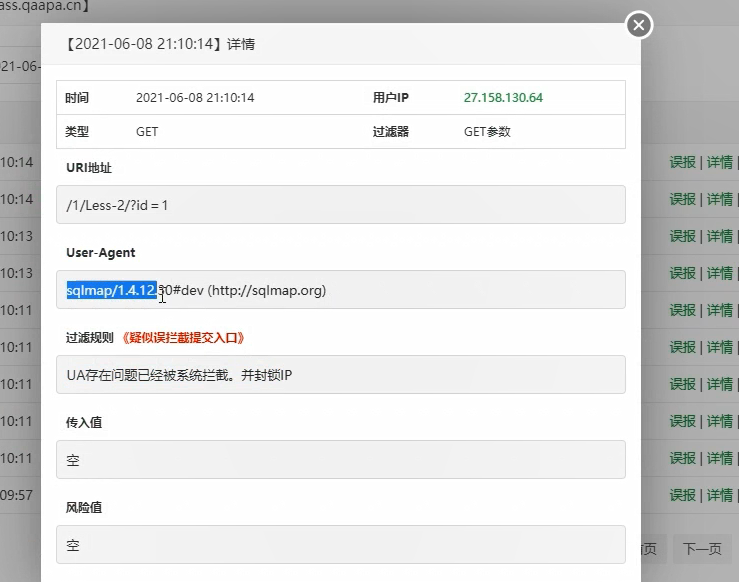 ass.qaapa.cn】
【2021-06-08 21:10:14】详情
21-06-
时间 2021-06-08 21:10:14 用户IP 27.158.130.64
类型 GET 过滤器 GET参数
URI地址
10:14 误报 | 详情 |
/1/Less-2/?id = 1
10:14 误报 | 详情 |
10:13 误报 | 详情 |
User-Agent
10:13 误报 | 详情 |
sqlmap/1.4.12.#dev (http://sqlmap.org)
10:11 误报 | 详情 |
过滤规则 《疑似误拦截提交入口》
10:11 误报 | 详情 |
UA存在问题已经被系统拦截。并封锁IP
10:11 误报 | 详情 |
传入值
10:11 误报 | 详情 |
空
10:11 误报 | 详情 |
09:57 误报 | 详情 |
风险值
空
页 下一页